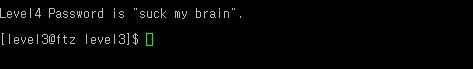 Level4 Password is "suck my brain".
[level3@ftz level3]$